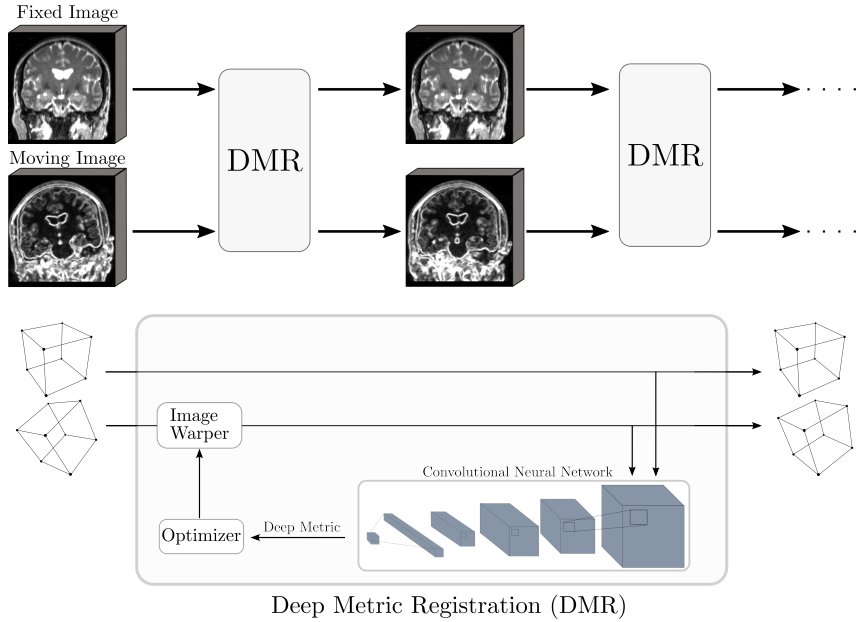 Fixed Image
DMR
DMR
. . . .
Moving Image
. . . .
Image
Warper
Convolutional Neural Network
Optimizer
Deep Metric
Deep Metric Registration (DMR)